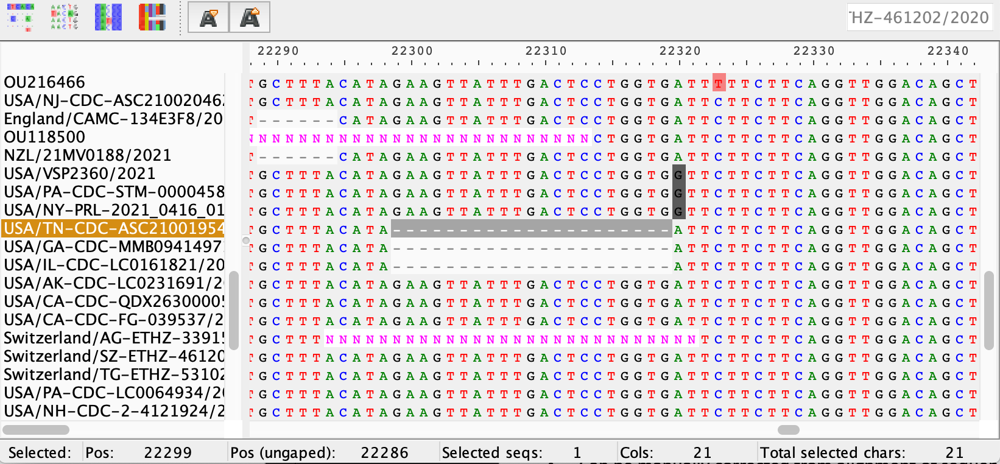 THZ-461202/2020
22290 22300 22310 22320 22330 22340
OU216466 TGCTTTACATAGAAGTTATTTGACTCCTGGTGATTTTTCTTCAGGTTGGACAGCT
USA/NJ-CDC-ASC21002046 TGCTTTACATAGAAGTTATTTGACTCCTGGTGATTCTTCTTCAGGTTGGACAGCT
England/CAMC-134E3F8/20 T------CATAGAAGTTATTTGACTCCTGGTGATTCTTCTTCAGGTTGGACAGCT
OU118500 NNNNNNNNNNNNNNNNNNNNNNNNNNCTGGTGATTCTTCTTCAGGTTGGACAGCT
NZL/21MV0188/2021 T------CATAGAAGTTATTTGACTCCTGGTGATTCTTCTTCAGGTTGGACAGCT
USA/VSP2360/2021 TGCTTTACATAGAAGTTATTTGACTCCTGGTGGTTCTTCTTCAGGTTGGACAGCT
USA/PA-CDC-STM-0000458 TGCTTTACATAGAAGTTATTTGACTCCTGGTGGTTCTTCTTCAGGTTGGACAGCT
USA/NY-PRL-2021_0416_01 TGCTTTACATAGAAGTTATTTGACTCCTGGTGGTTCTTCTTCAGGTTGGACAGCT
USA/TN-CDC-ASC21001954 TGCTTTACATA---------------------ATTCTTCTTCAGGTTGGACAGCT
USA/GA-CDC-MMB09414971 TGCTTTACATA---------------------ATTCTTCTTCAGGTTGGACAGCT
USA/IL-CDC-LC0161821/20 TGCTTTACATA---------------------ATTCTTCTTCAGGTTGGACAGCT
USA/AK-CDC-LC0231691/2 TGCTTTACATAGAAGTTATTTGACTCCTGGTGATTCTTCTTCAGGTTGGACAGCT
USA/CA-CDC-QDX26300005 TGCTTTACATAGAAGTTATTTGACTCCTGGTGATTCTTCTTCAGGTTGGACAGCT
USA/CA-CDC-FG-039537/2 TGCTTTACATAGAAGTTATTTGACTCCTGGTGATTCTTCTTCAGGTTGGACAGCT
Switzerland/AG-ETHZ-33915 TGCTTTNNNNNNNNNNNNNNNNNNNNNNNNNNNNTCTTCTTCAGGTTGGACAGCT
Switzerland/SZ-ETHZ-46120 TGCTTTACATAGAAGTTATTTGACTCCTGGTGATTCTTCTTCAGGTTGGACAGCT
Switzerland/TG-ETHZ-53102 TGCTTTACATAGAAGTTATTTGACTCCTGGTGATTCTTCTTCAGGTTGGACAGCT
USA/PA-CDC-LC0064934/20 TGCTTTACATAGAAGTTATTTGACTCCTGGTGATTCTTCTTCAGGTTGGACAGCT
USA/NH-CDC-2-4121924/2 TGCTTTACATAGAAGTTATTTGACTCCTGGTGATTCTTCTTCAGGTTGGACAGCT
Selected: Pos: 22299 Pos (ungaped): 22286 Selected seqs: 1 Cols: 21 Total selected chars: 21